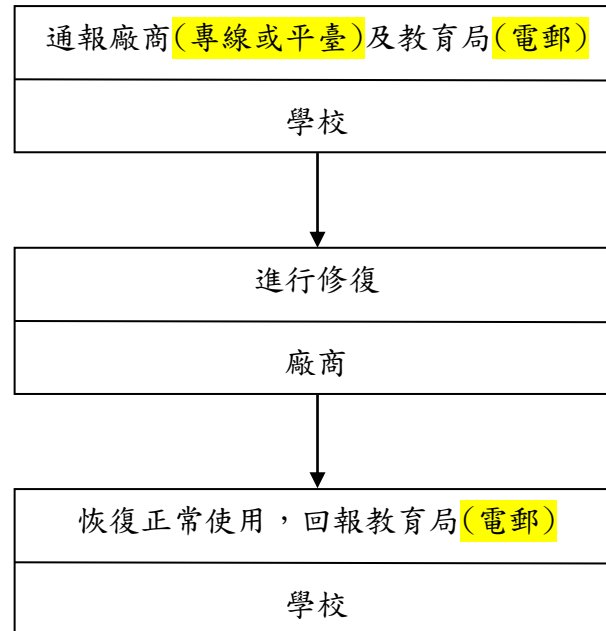 通報廠商(專線或平臺)及教育局(電郵)
學校
進行修復
廠商
恢復正常使用，回報教育局(電郵)
學校